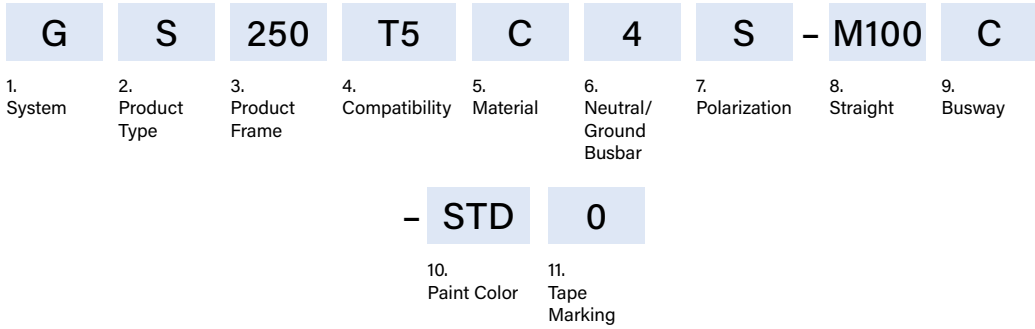 G S 250 T5 C 4 S – M100 C
1. 2. 3. 4. 5. 6. 7. 8. 9.
System Product Product Compatibility Material Neutral/ Polarization Straight Busway
Type Frame Ground
Busbar
– STD 0
10. 11.
Paint Color Tape
Marking